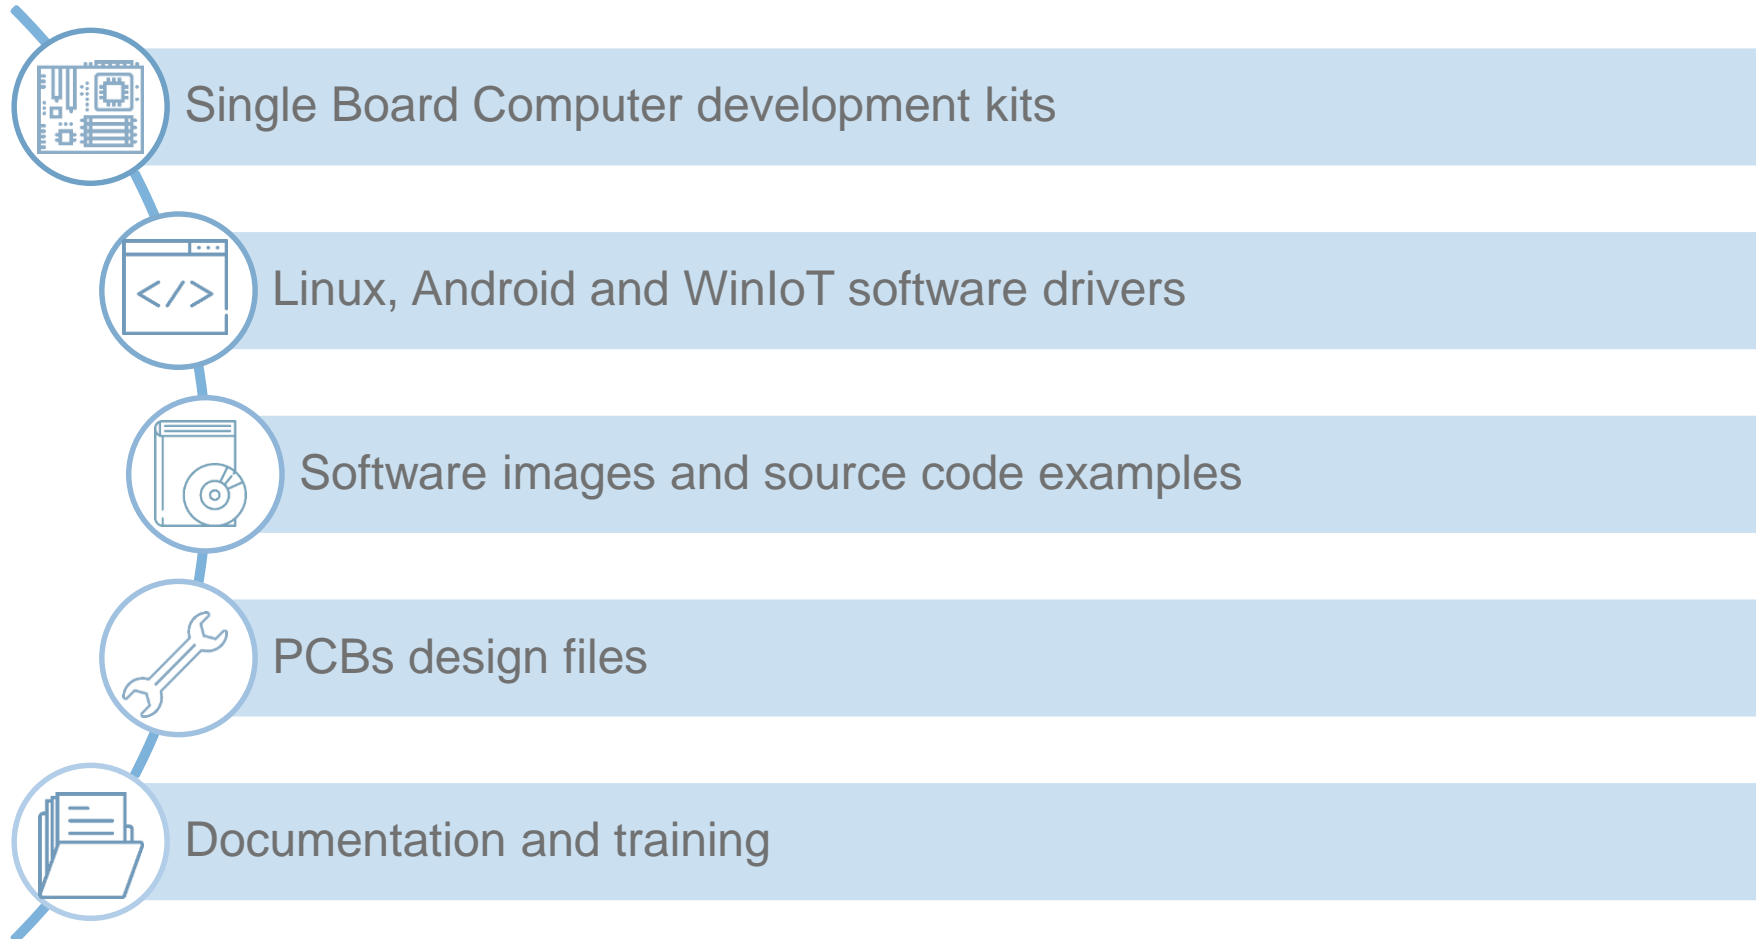 Single Board Computer development kits
Linux, Android and WinIoT software drivers
</>
Software images and source code examples
PCBs design files
Documentation and training